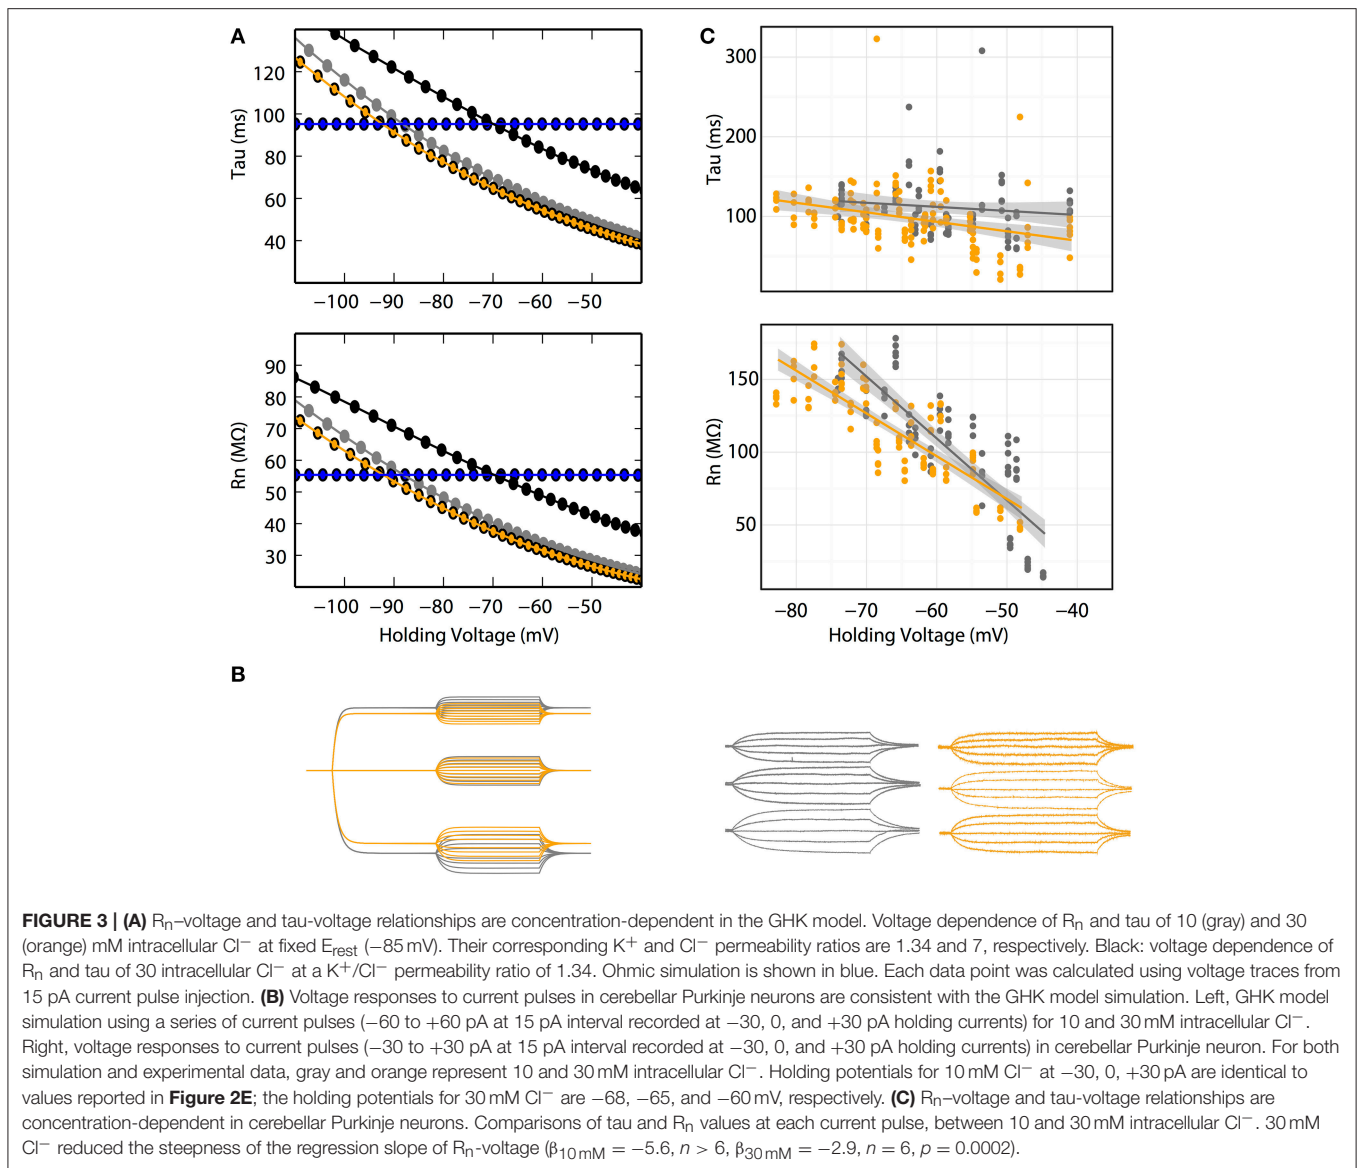 A
Tau (ms)
120
100
80
60
40
−100 −90 −80 −70 −60 −50
Rn (MΩ)
90
80
70
60
50
40
30
−100 −90 −80 −70 −60 −50
Holding Voltage (mV)
C
Tau (ms)
300
200
100
Rn (MΩ)
150
100
50
−80 −70 −60 −50 −40
Holding Voltage (mV)
B
FIGURE 3 | (A) Rn–voltage and tau-voltage relationships are concentration-dependent in the GHK model. Voltage dependence of Rn and tau of 10 (gray) and 30
(orange) mM intracellular Cl− at fixed Erest (−85 mV). Their corresponding K+ and Cl− permeability ratios are 1.34 and 7, respectively. Black: voltage dependence of
Rn and tau of 30 intracellular Cl− at a K+/Cl− permeability ratio of 1.34. Ohmic simulation is shown in blue. Each data point was calculated using voltage traces from
15 pA current pulse injection. (B) Voltage responses to current pulses in cerebellar Purkinje neurons are consistent with the GHK model simulation. Left, GHK model
simulation using a series of current pulses (−60 to +60 pA at 15 pA interval recorded at −30, 0, and +30 pA holding currents) for 10 and 30 mM intracellular Cl−.
Right, voltage responses to current pulses (−30 to +30 pA at 15 pA interval recorded at −30, 0, and +30 pA holding currents) in cerebellar Purkinje neuron. For both
simulation and experimental data, gray and orange represent 10 and 30 mM intracellular Cl−. Holding potentials for 10 mM Cl− at −30, 0, +30 pA are identical to
values reported in Figure 2E; the holding potentials for 30 mM Cl− are −68, −65, and −60 mV, respectively. (C) Rn-voltage and tau-voltage relationships are
concentration-dependent in cerebellar Purkinje neurons. Comparisons of tau and Rn values at each current pulse, between 10 and 30 mM intracellular Cl−. 30 mM
Cl− reduced the steepness of the regression slope of Rn-voltage (β10 mM = −5.6, n > 6, β30 mM = −2.9, n = 6, p = 0.0002).